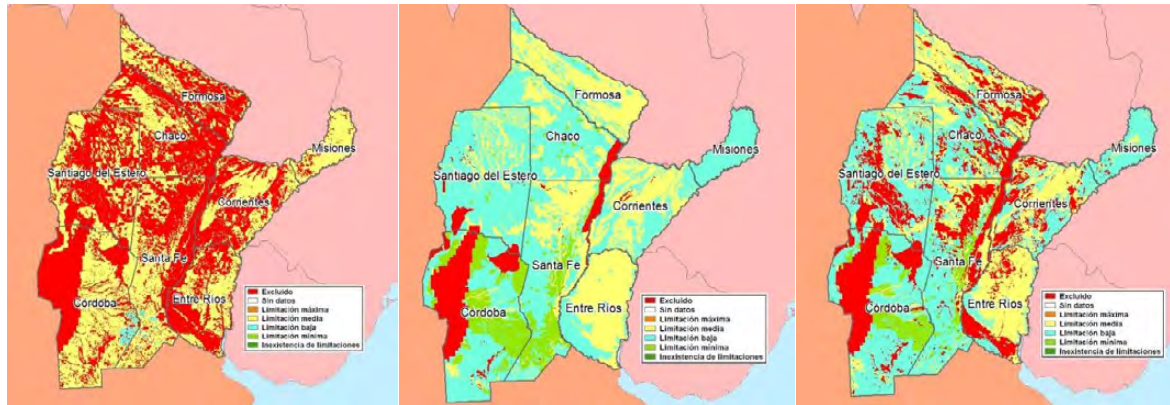 Formosa
Chaco
Misiones
Santiago del Estero
Corrientes
Santa Fe
Córdoba
Entre Ríos
Excluido
Sin datos
Limitación máxima
Limitación media
Limitación baja
Limitación mínima
Inexistencia de limitaciones
Formosa
Chaco
Misiones
Santiago del Estero
Corrientes
Santa Fe
Córdoba
Entre Ríos
Excluido
Sin datos
Limitación máxima
Limitación media
Limitación baja
Limitación mínima
Inexistencia de limitaciones
Formosa
Chaco
Misiones
Santiago del Estero
Corrientes
Santa Fe
Córdoba
Entre Ríos
Excluido
Sin datos
Limitación máxima
Limitación media
Limitación baja
Limitación mínima
Inexistencia de limitaciones